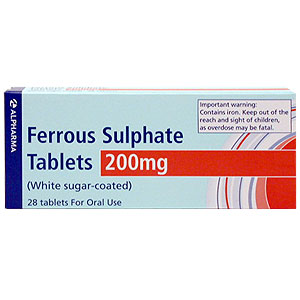 ALPHARMA
Important warning:
Contains iron. Keep out of the
reach and sight of children,
as overdose may be fatal.
Ferrous Sulphate
Tablets 200mg
(White sugar-coated)
28 tablets For Oral Use